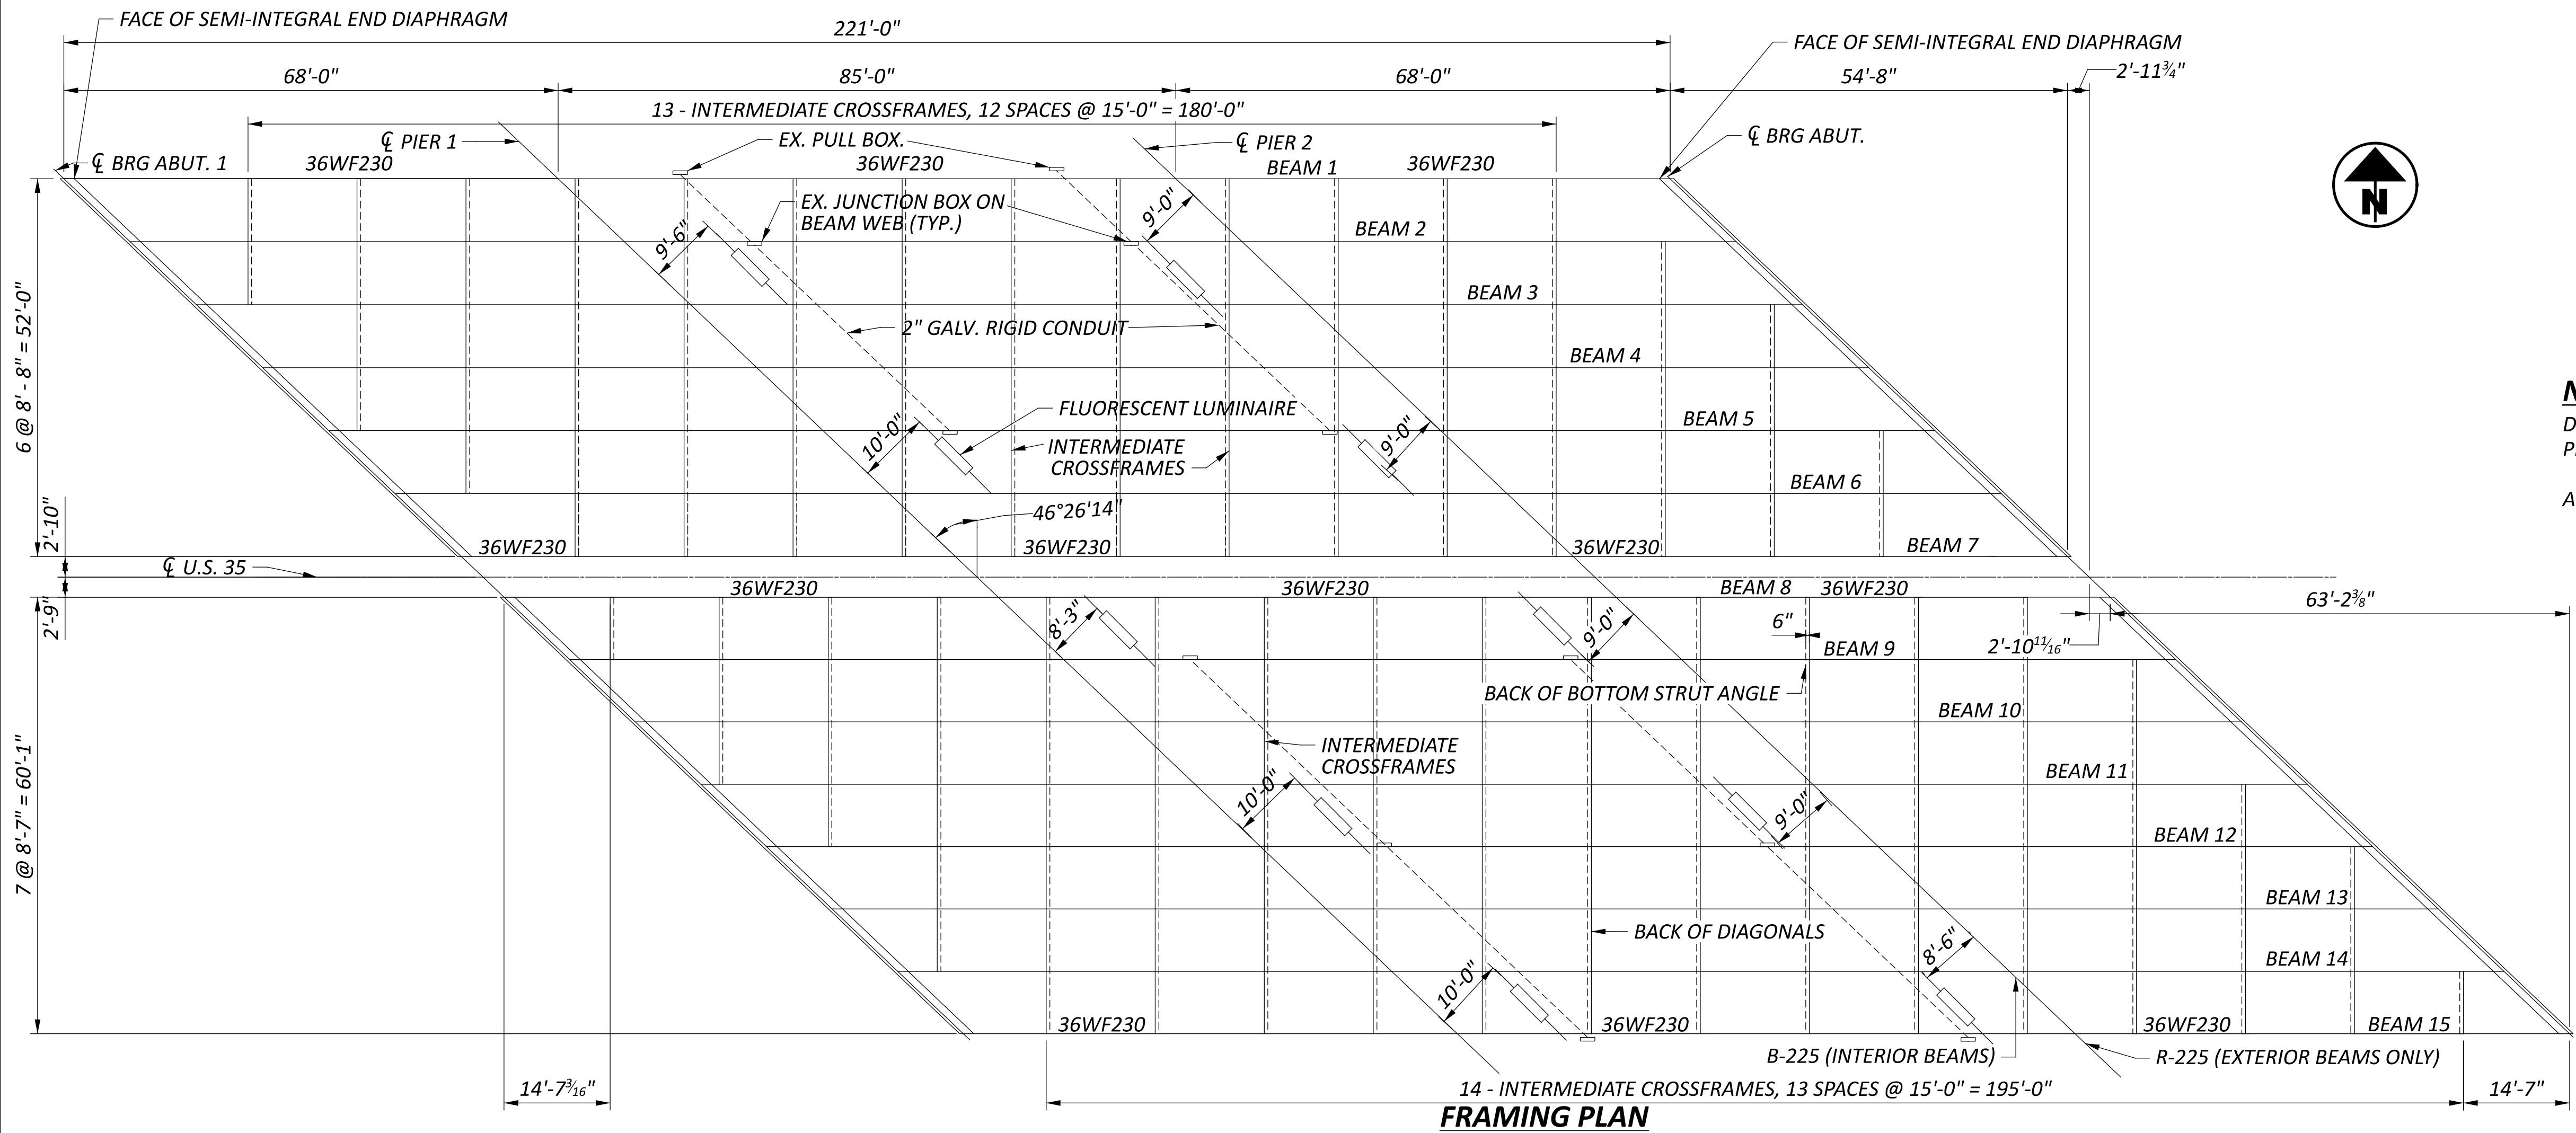 FACE OF SEMI-INTEGRAL END DIAPHRAGM
221'-0"
FACE OF SEMI-INTEGRAL END DIAPHRAGM
68'-0"
85'-0"
68'-0"
54'-8"
2'-11¾"
13 - INTERMEDIATE CROSSFRAMES, 12 SPACES @ 15'-0" = 180'-0"
℄ PIER 1
EX. PULL BOX.
℄ PIER 2
℄ BRG ABUT.
℄ BRG ABUT. 1
36WF230
36WF230
BEAM 1
36WF230
N
EX. JUNCTION BOX ON
BEAM WEB (TYP.)
9'-0"
9'-6"
BEAM 2
BEAM 3
6 @ 8' - 8" = 52'-0"
2" GALV. RIGID CONDUIT
BEAM 4
FLUORESCENT LUMINAIRE
BEAM 5
10'-0"
9'-0"
INTERMEDIATE
CROSSFRAMES
BEAM 6
46°26'14"
2'-10"
36WF230
36WF230
36WF230
BEAM 7
℄ U.S. 35
36WF230
36WF230
BEAM 8
36WF230
2'-9"
63'-2⅜"
8'-3"
9'-0"
6"
2'-10¹¹⁄₁₆"
BEAM 9
BACK OF BOTTOM STRUT ANGLE
BEAM 10
INTERMEDIATE
CROSSFRAMES
BEAM 11
7 @ 8'-7" = 60'-1"
10'-0"
9'-0"
BEAM 12
BEAM 13
BACK OF DIAGONALS
8'-6"
BEAM 14
10'-0"
36WF230
36WF230
36WF230
BEAM 15
B-225 (INTERIOR BEAMS)
R-225 (EXTERIOR BEAMS ONLY)
14'-7³⁄₁₆"
14 - INTERMEDIATE CROSSFRAMES, 13 SPACES @ 15'-0" = 195'-0"
14'-7"
FRAMING PLAN